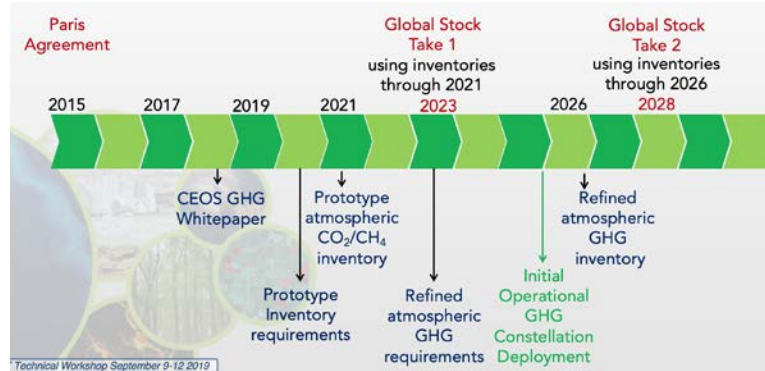 Paris
Agreement
Global Stock
Take 1
using inventories
through 2021
Global Stock
Take 2
using inventories
through 2026
2015
2017
2019
2021
2023
2026
2028
CEOS GHG
Whitepaper
Prototype
Inventory
requirements
Prototype
atmospheric
CO₂/CH₄
inventory
Refined
atmospheric
GHG
requirements
Initial
Operational
GHG
Constellation
Deployment
Refined
atmospheric
GHG
inventory
Technical Workshop September 9-12 2019